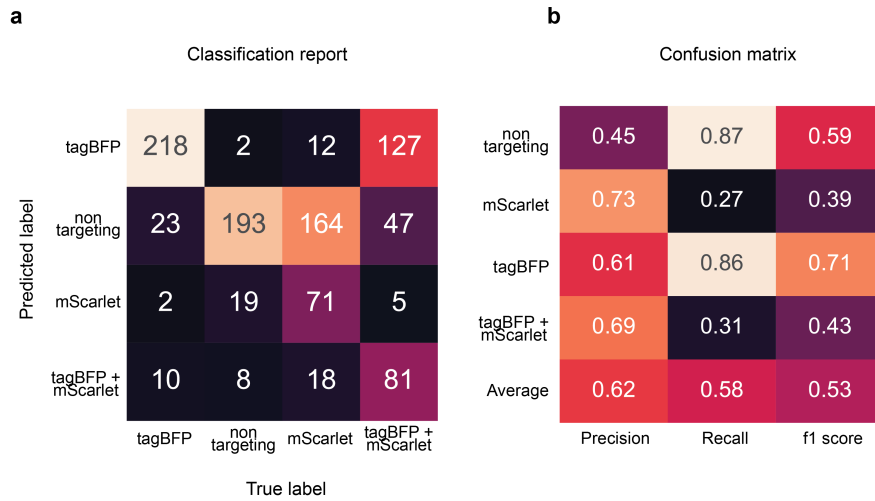 a
Classification report
tagBFP
218 2 12 127
non
targeting
23 193 164 47
mScarlet
2 19 71 5
tagBFP +
mScarlet
10 8 18 81
tagBFP
non
targeting
mScarlet
tagBFP +
mScarlet
Predicted label
True label
b
Confusion matrix
non
targeting
0.45 0.87 0.59
mScarlet
0.73 0.27 0.39
tagBFP
0.61 0.86 0.71
tagBFP +
mScarlet
0.69 0.31 0.43
Average
0.62 0.58 0.53
Precision Recall f1 score